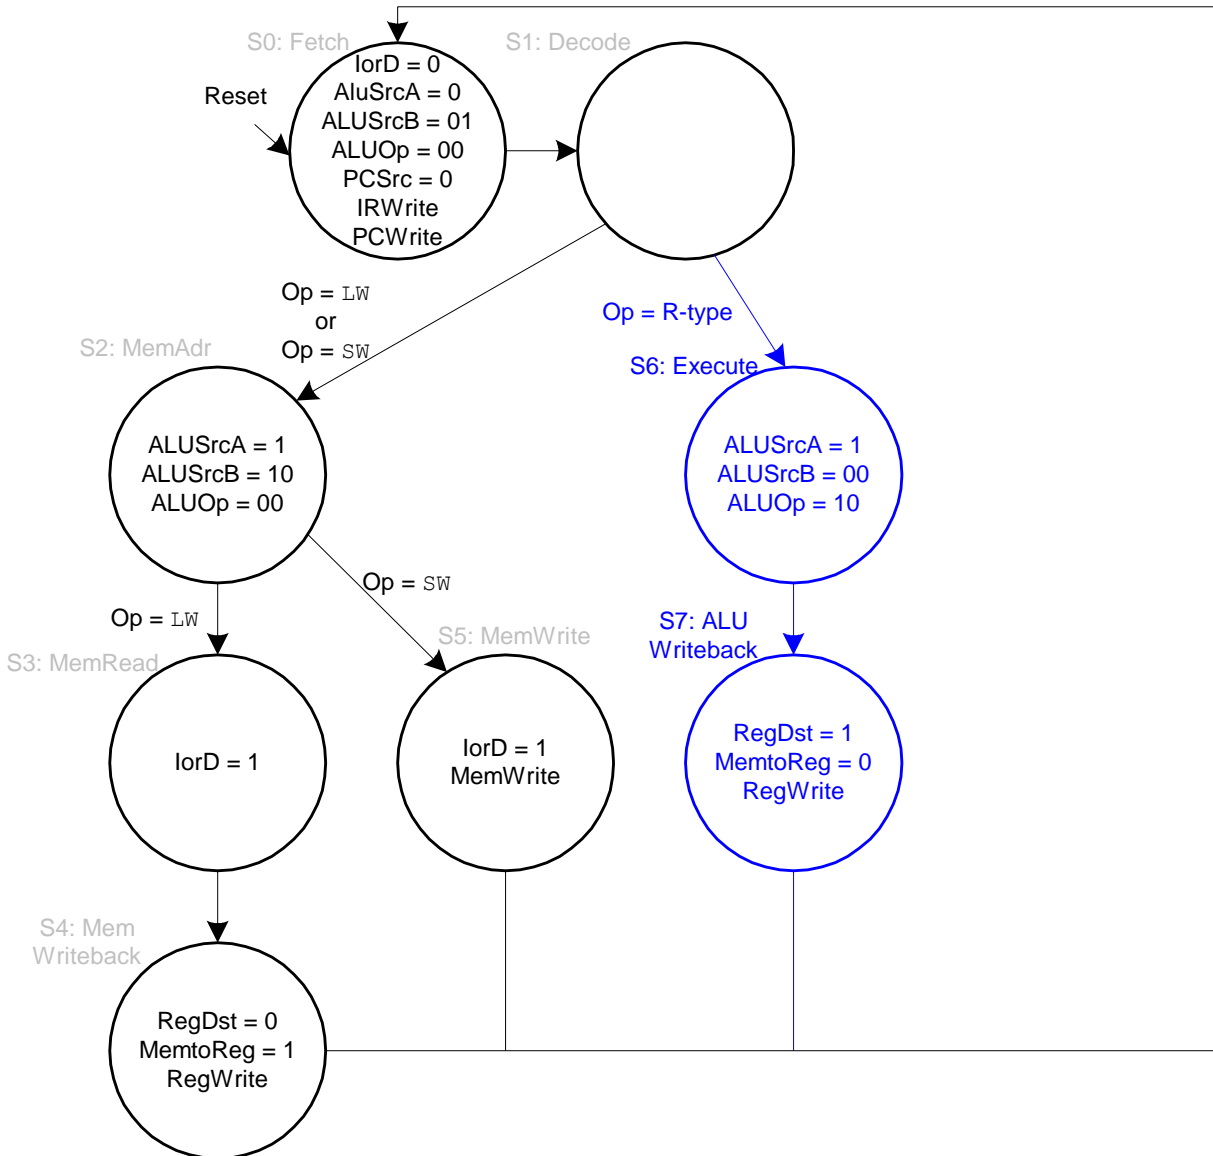 S0: Fetch
S1: Decode
Reset
IorD = 0
AluSrcA = 0
ALUSrcB = 01
ALUOp = 00
PCSrc = 0
IRWrite
PCWrite
Op = LW
or
Op = SW
Op = R-type
S2: MemAdr
S6: Execute
ALUSrcA = 1
ALUSrcB = 10
ALUOp = 00
ALUSrcA = 1
ALUSrcB = 00
ALUOp = 10
Op = LW
Op = SW
S3: MemRead
S5: MemWrite
S7: ALU
Writeback
IorD = 1
IorD = 1
MemWrite
RegDst = 1
MemtoReg = 0
RegWrite
S4: Mem
Writeback
RegDst = 0
MemtoReg = 1
RegWrite